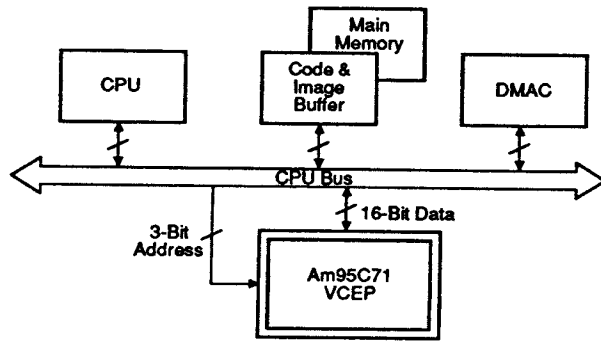 Main
Memory
CPU
Code &
Image
Buffer
DMAC
CPU Bus
3-Bit
Address
16-Bit Data
Am95C71
VCEP